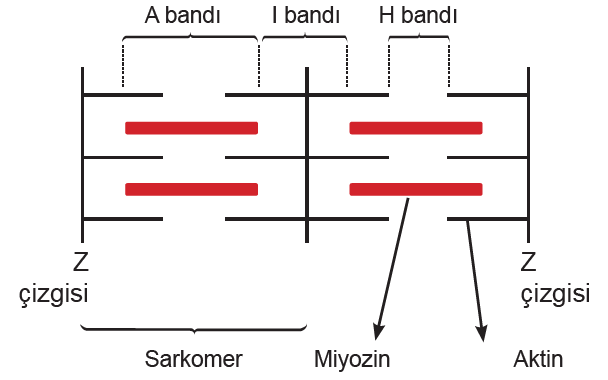 A bandı I bandı H bandı
Z
çizgisi
Z
çizgisi
Sarkomer Miyozin Aktin